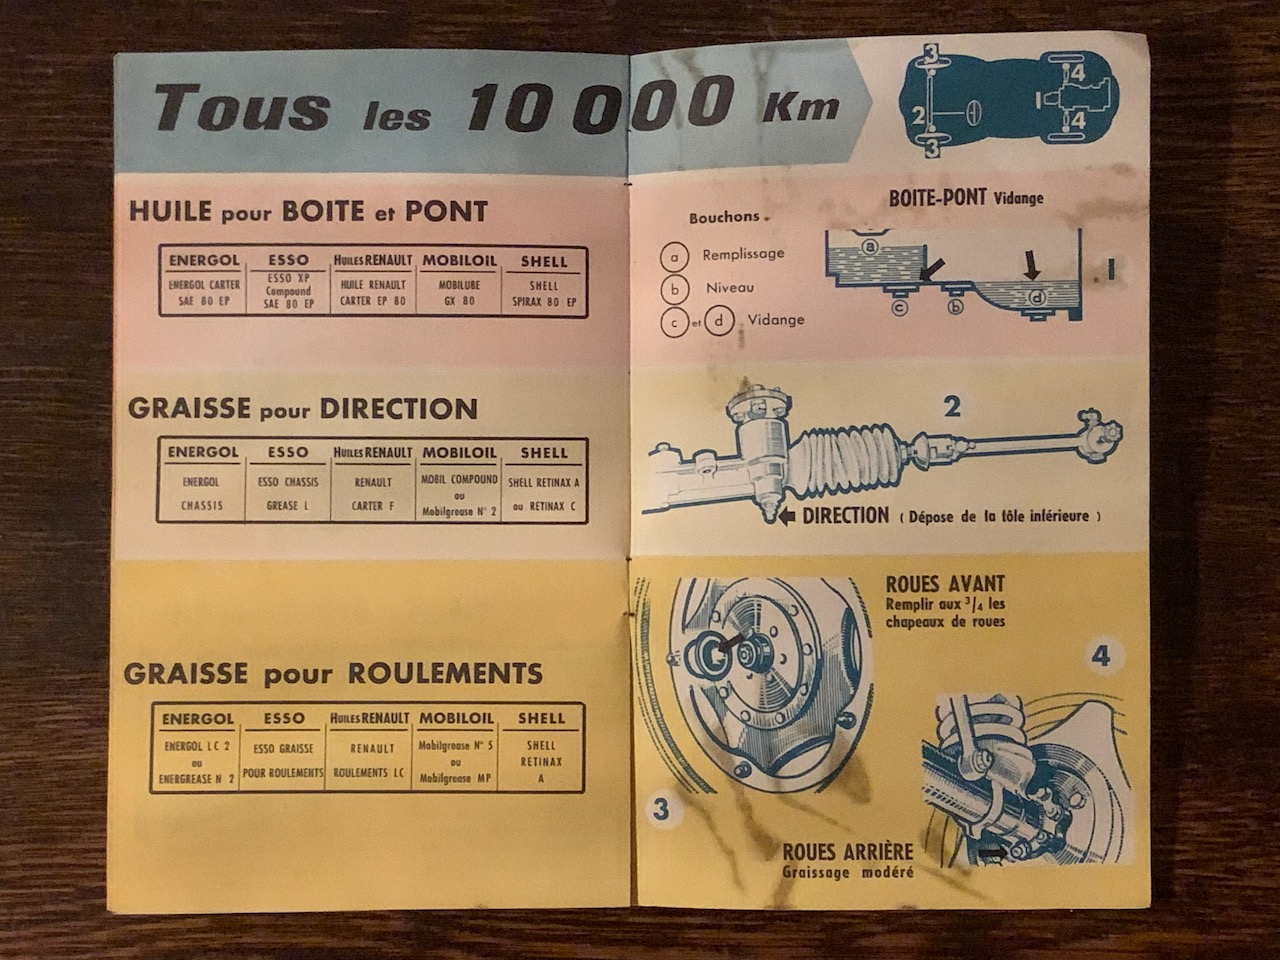 Tous les 10 000 Km
3
4
2
4
3
HUILE pour BOITE et PONT
ENERGOL ESSO HUILES RENAULT MOBILOIL SHELL
ENERGOL CARTER
SAE 80 EP
ESSO XP
Compound
SAE 80 EP
HUILE RENAULT
CARTER EP 80
MOBILUBE
GX 80
SHELL
SPIRAX 80 EP
BOITE-PONT Vidange
Bouchons
a Remplissage
b Niveau
c et d Vidange
a
c
b
d
1
GRAISSE pour DIRECTION
ENERGOL ESSO HUILES RENAULT MOBILOIL SHELL
ENERGOL
CHASSIS
ESSO CHASSIS
GREASE L
RENAULT
CARTER F
MOBIL COMPOUND
ou
Mobilgrease N° 2
SHELL RETINAX A
ou RETINAX C
2
DIRECTION ( Dépose de la tôle inférieure )
GRAISSE pour ROULEMENTS
ENERGOL ESSO HUILES RENAULT MOBILOIL SHELL
ENERGOL LC 2
ou
ENERGREASE N 2
ESSO GRAISSE
POUR ROULEMENTS
RENAULT
ROULEMENTS LC
Mobilgrease N° 5
ou
Mobilgrease MP
SHELL
RETINAX
A
ROUES AVANT
Remplir aux 3/4 les
chapeaux de roues
4
3
ROUES ARRIÈRE
Graissage modéré